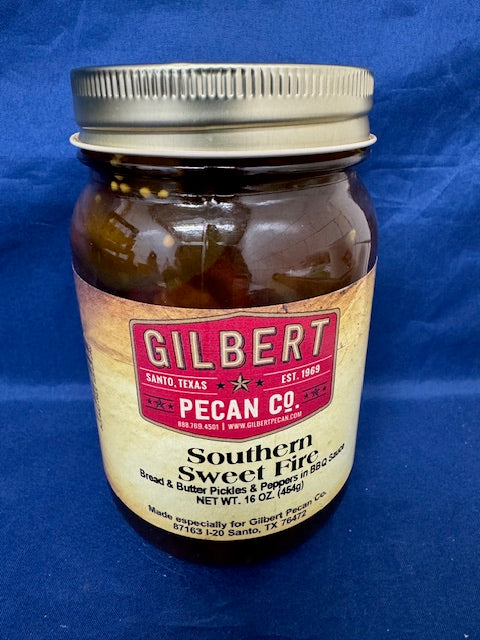 GILBERT
SANTO, TEXAS EST. 1969
PECAN CO.
888.769.4501 | WWW.GILBERTPECAN.COM
Southern
Sweet Fire
Bread & Butter Pickles & Peppers in BBQ Sauce
NET WT. 16 OZ. (454g)
Made especially for Gilbert Pecan Co.
87163 I-20 Santo, TX 76472